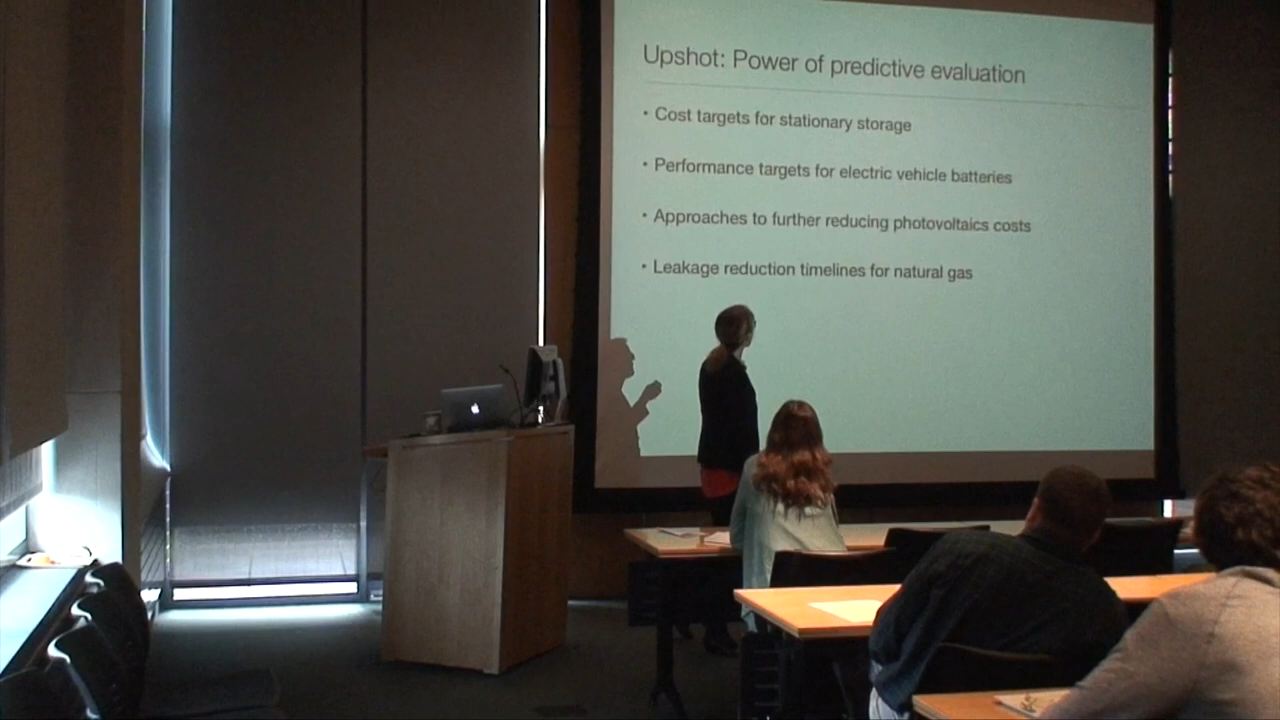 Upshot: Power of predictive evaluation
• Cost targets for stationary storage
• Performance targets for electric vehicle batteries
• Approaches to further reducing photovoltaics costs
• Leakage reduction timelines for natural gas